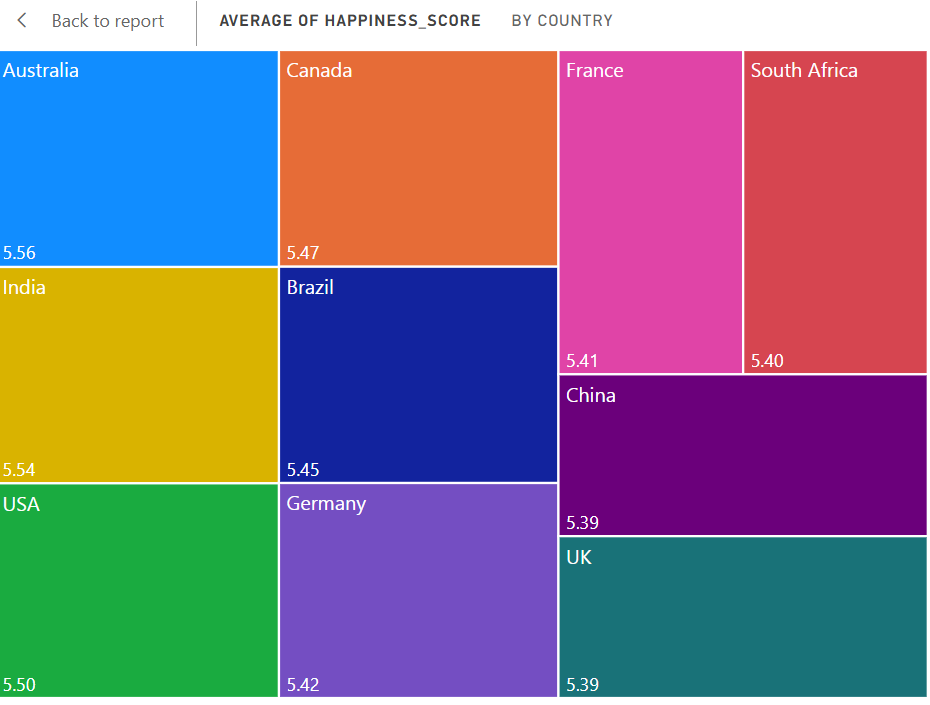 Back to report
AVERAGE OF HAPPINESS_SCORE BY COUNTRY
Australia
5.56
India
5.54
USA
5.50
Canada
5.47
Brazil
5.45
Germany
5.42
France
5.41
South Africa
5.40
China
5.39
UK
5.39